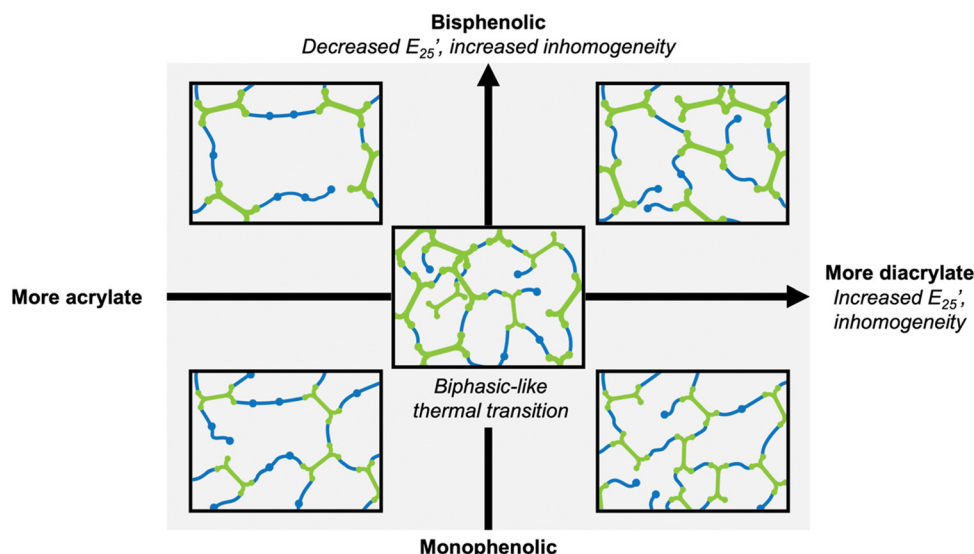 Bisphenolic
Decreased E25', increased inhomogeneity
More acrylate
More diacrylate
Increased E25',
inhomogeneity
Biphasic-like
thermal transition
Monophenolic